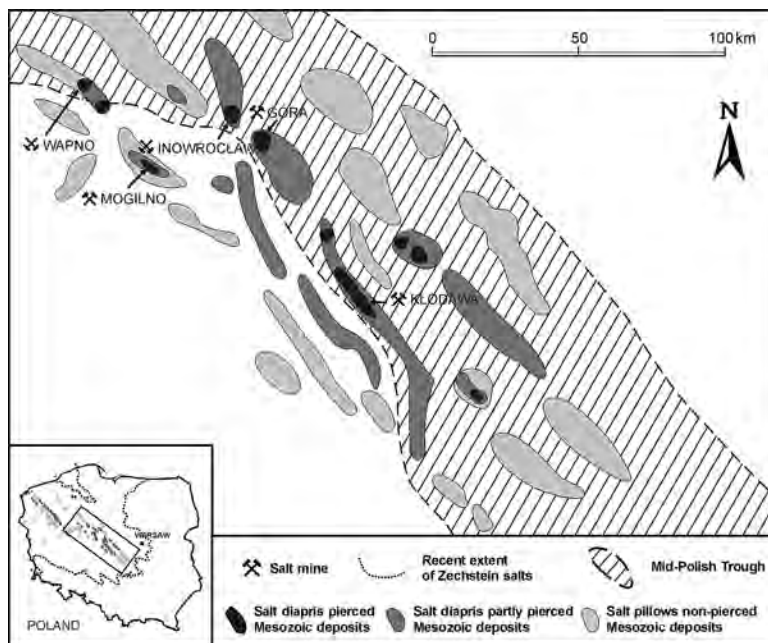 0 50 100 km
GÓRA
N
WAPNO
INOWROCŁAW
MOGILNO
KŁODAWA
WARSAW
POLAND
Salt mine
Recent extent
of Zechstein salts
Mid-Polish Trough
Salt diapris pierced
Mesozoic deposits
Salt diapris partly pierced
Mesozoic deposits
Salt pillows non-pierced
Mesozoic deposits